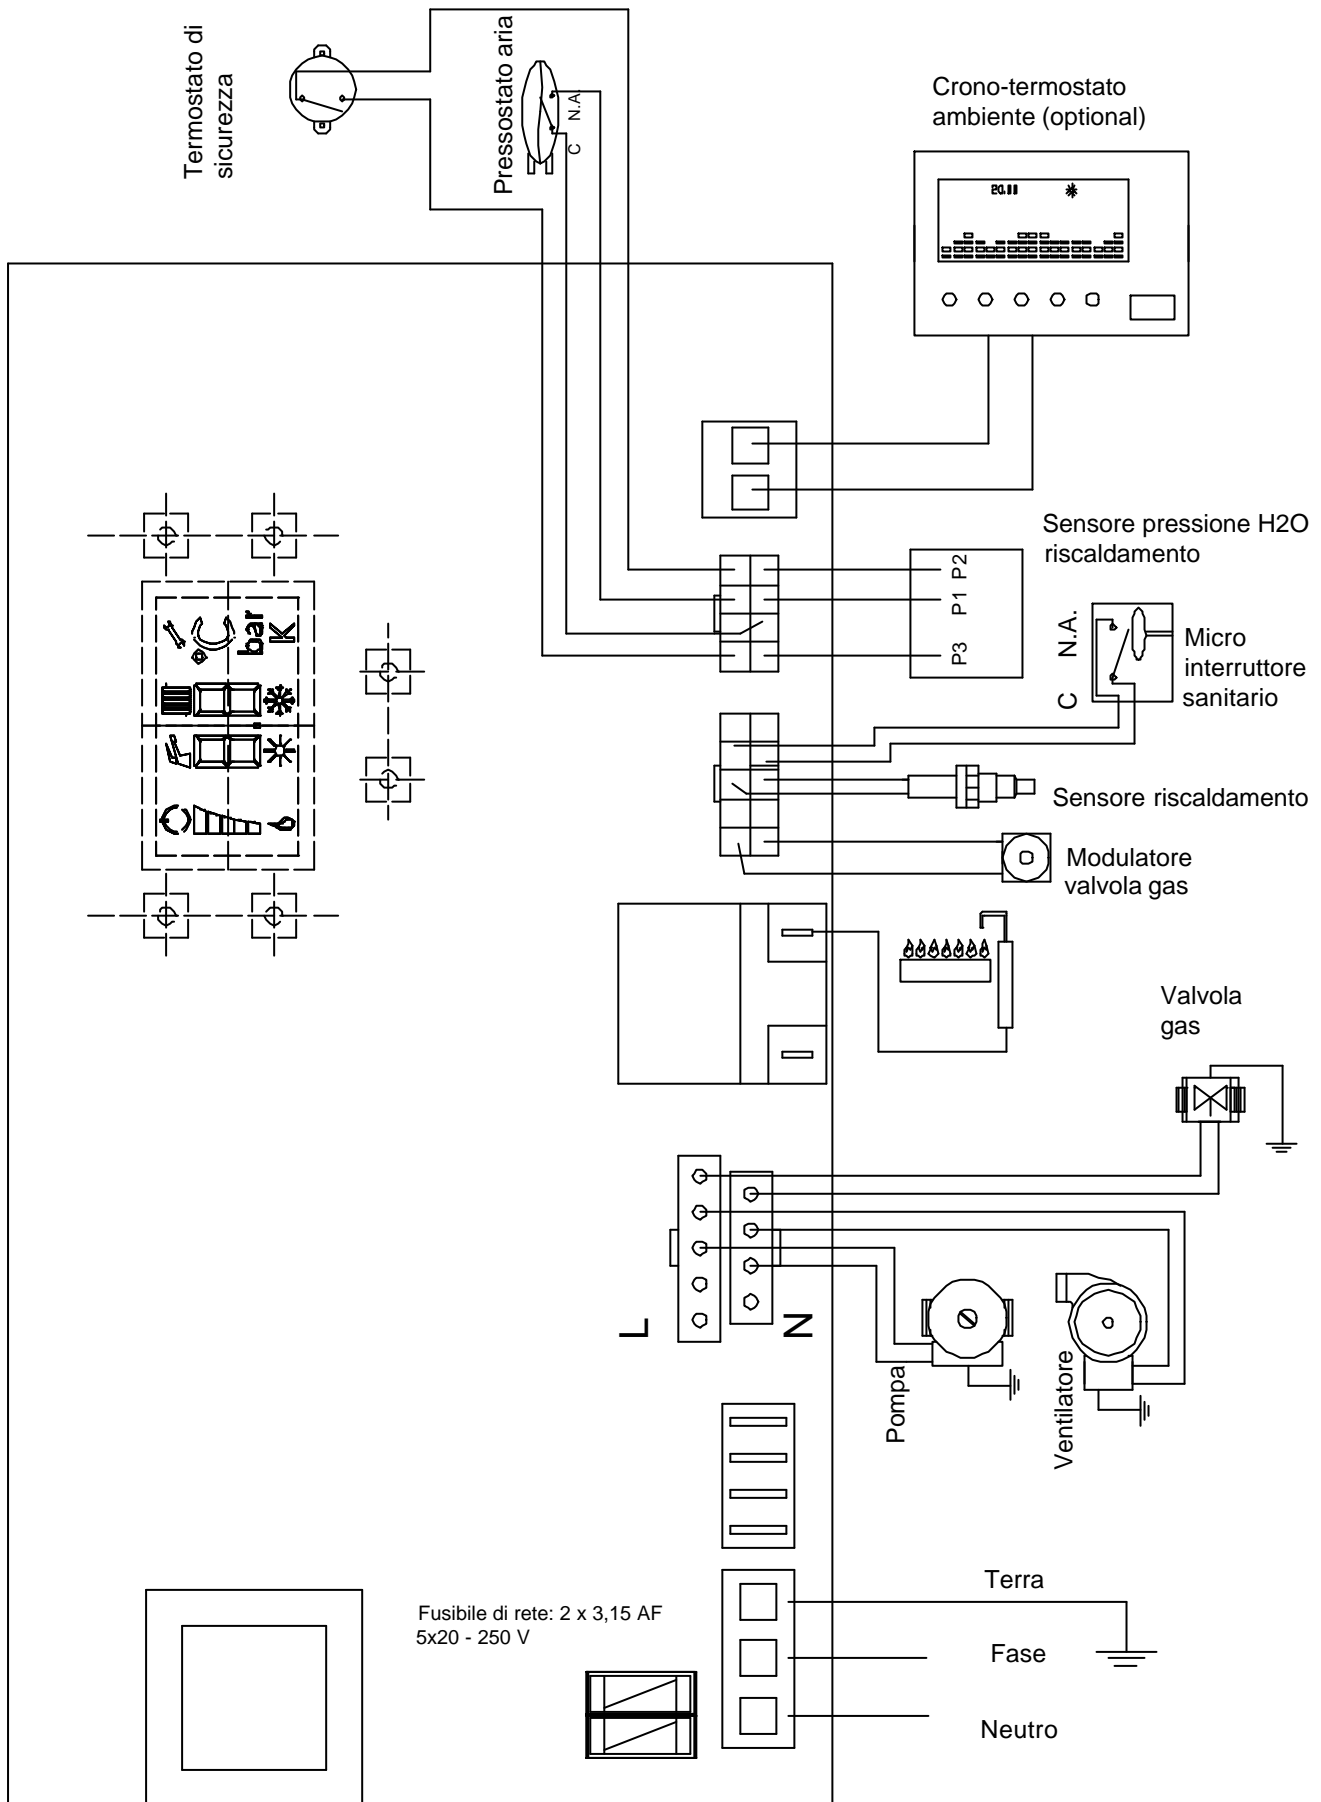 Termostato di
sicurezza
Pressostato aria
N.A.
C
Crono-termostato
ambiente (optional)
Sensore pressione H2O
riscaldamento
P2
P1
P3
N.A.
C
Micro
interruttore
sanitario
°C
bar
K
Sensore riscaldamento
Modulatore
valvola gas
Valvola
gas
L
N
Pompa
Ventilatore
Terra
Fusibile di rete: 2 x 3,15 AF
5x20 - 250 V
Fase
Neutro